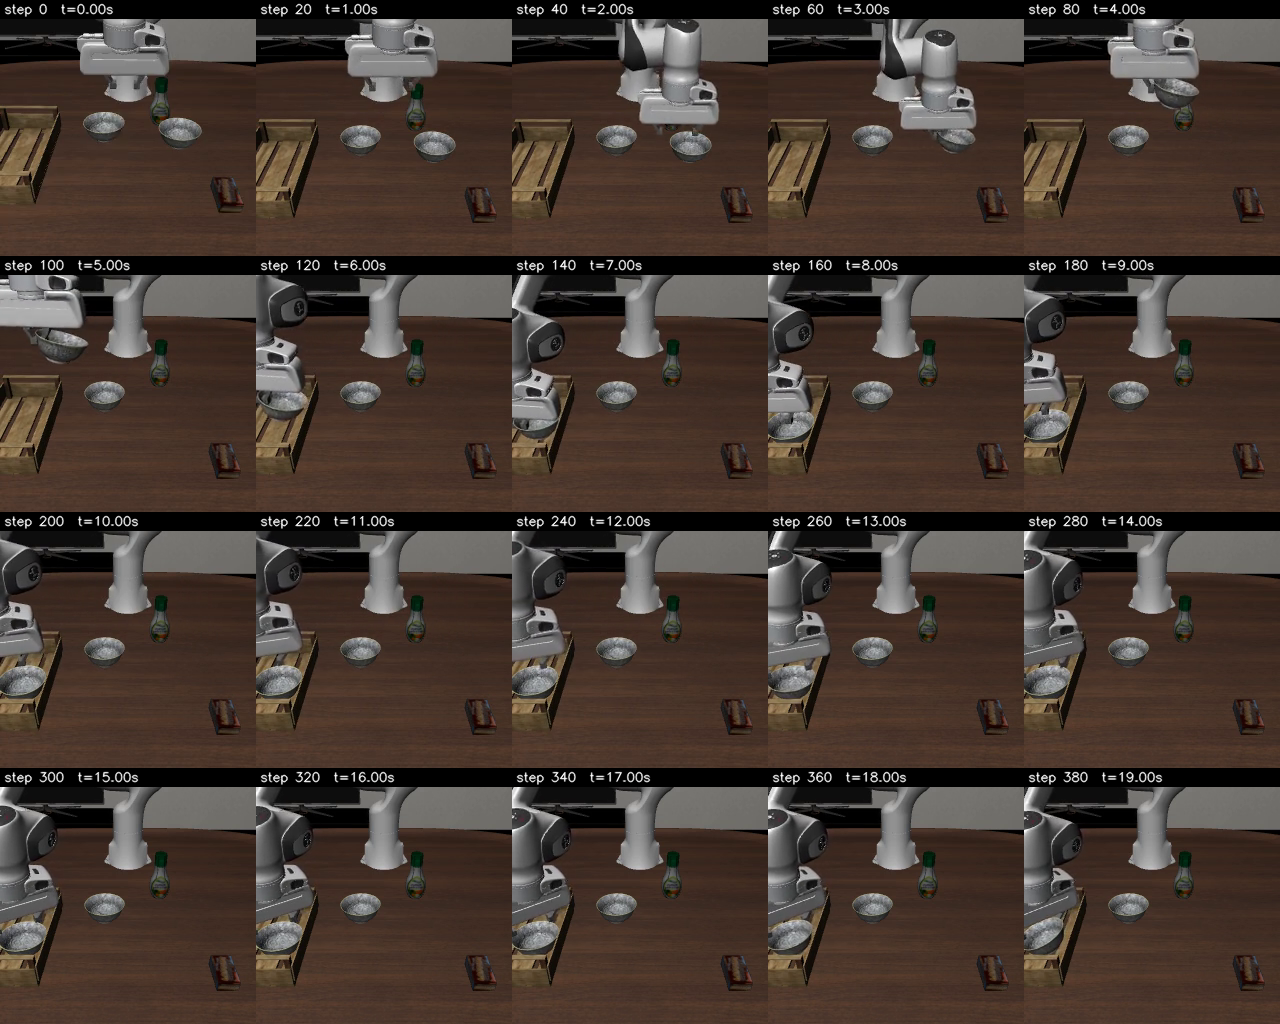 step 0 t=0.00s
step 20 t=1.00s
step 40 t=2.00s
step 60 t=3.00s
step 80 t=4.00s
step 100 t=5.00s
step 120 t=6.00s
step 140 t=7.00s
step 160 t=8.00s
step 180 t=9.00s
step 200 t=10.00s
step 220 t=11.00s
step 240 t=12.00s
step 260 t=13.00s
step 280 t=14.00s
step 300 t=15.00s
step 320 t=16.00s
step 340 t=17.00s
step 360 t=18.00s
step 380 t=19.00s